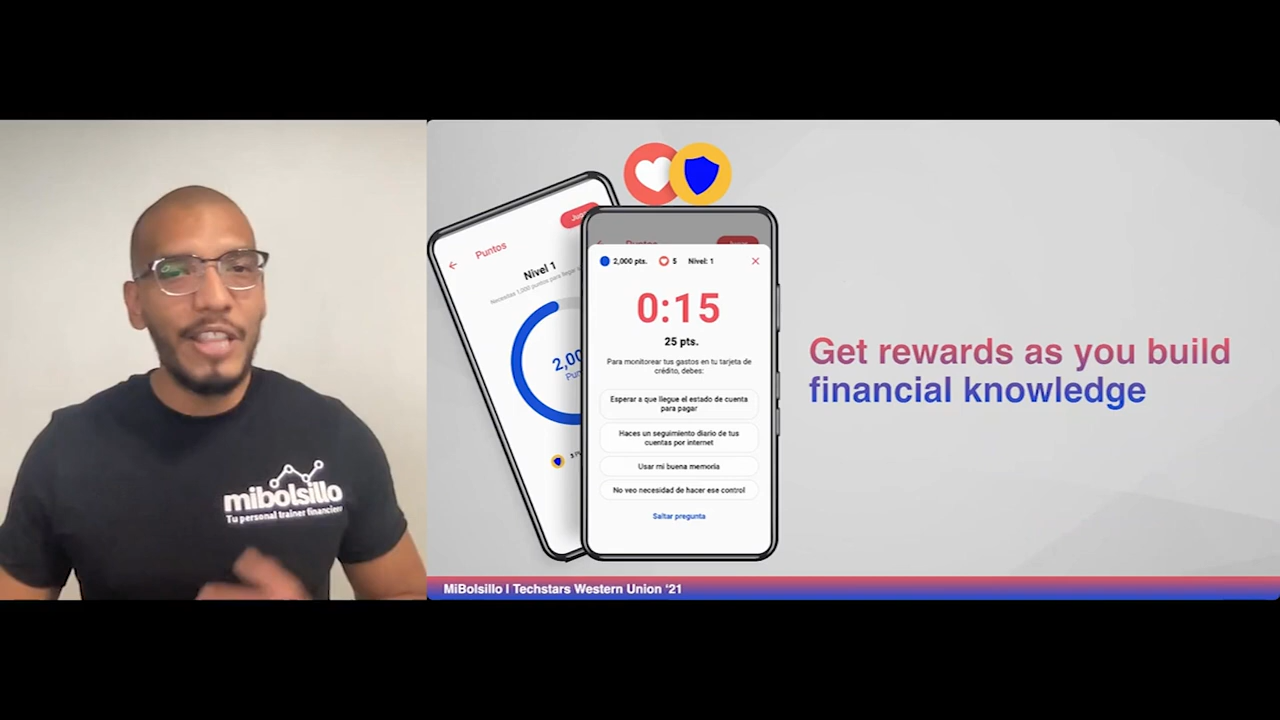 mibolsillo
Tu personal trainer financiero
Puntos
Nivel 1
2,000 pts.
5
Nivel: 1
0:15
25 pts.
Para monitorear tus gastos en tu tarjeta de
crédito, debes:
Esperar a que llegue el estado de cuenta
para pagar
Haces un seguimiento diario de tus
cuentas por internet
Usar mi buena memoria
No veo necesidad de hacer ese control
Saltar pregunta
Get rewards as you build
financial knowledge
MiBolsillo | Techstars Western Union ‘21